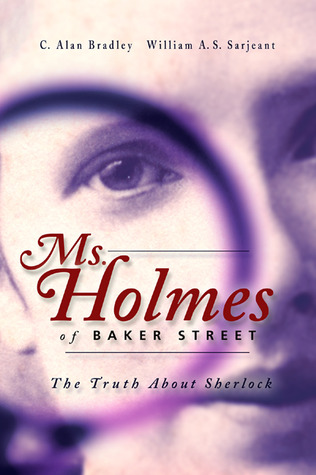 C. Alan Bradley William A. S. Sarjeant
Ms.
Holmes
of BAKER STREET
The Truth About Sherlock